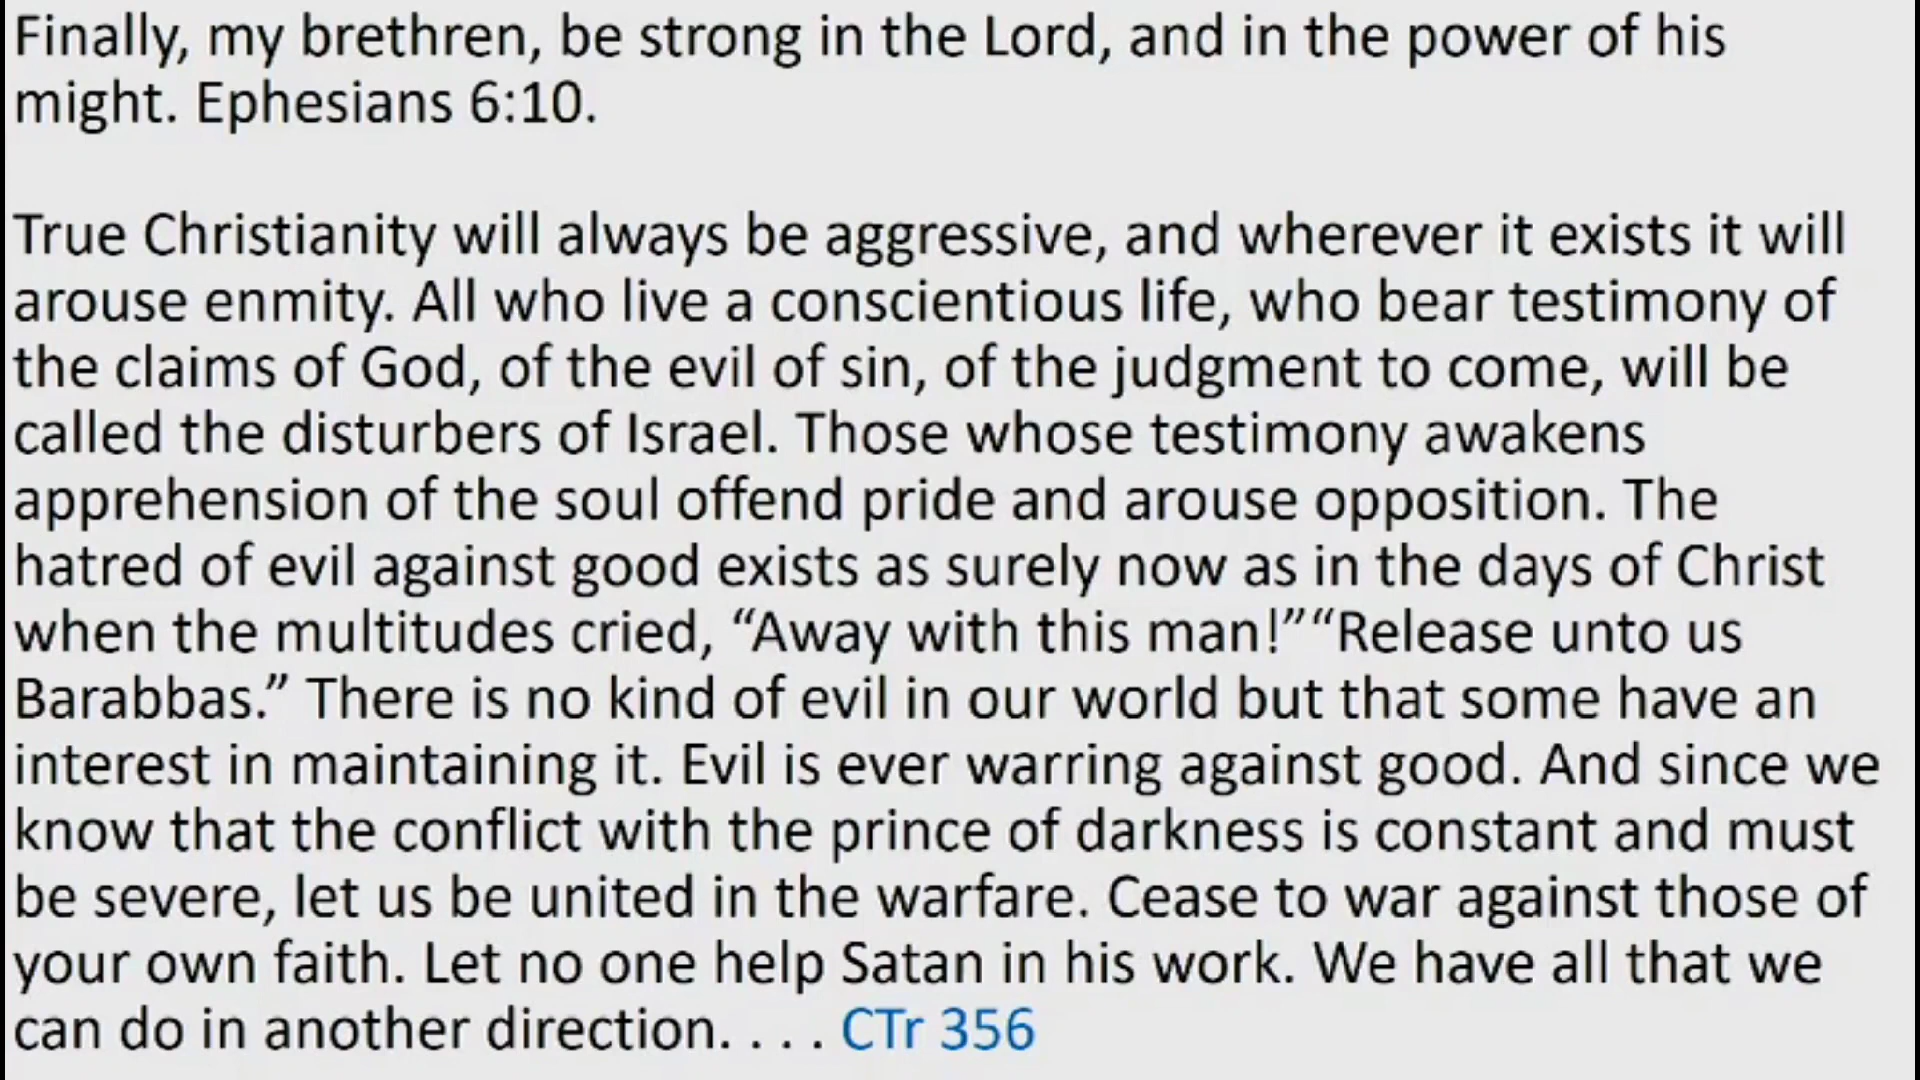 Finally, my brethren, be strong in the Lord, and in the power of his
might. Ephesians 6:10.
True Christianity will always be aggressive, and wherever it exists it will
arouse enmity. All who live a conscientious life, who bear testimony of
the claims of God, of the evil of sin, of the judgment to come, will be
called the disturbers of Israel. Those whose testimony awakens
apprehension of the soul offend pride and arouse opposition. The
hatred of evil against good exists as surely now as in the days of Christ
when the multitudes cried, “Away with this man!”“Release unto us
Barabbas.” There is no kind of evil in our world but that some have an
interest in maintaining it. Evil is ever warring against good. And since we
know that the conflict with the prince of darkness is constant and must
be severe, let us be united in the warfare. Cease to war against those of
your own faith. Let no one help Satan in his work. We have all that we
can do in another direction. . . . CTr 356